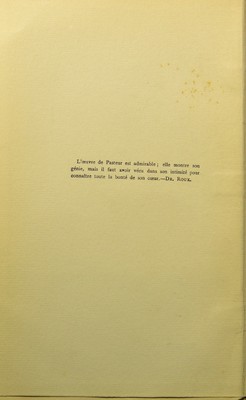 L'œuvre de Pasteur est admirable ; elle montre son
génie, mais il faut avoir vécu dans son intimité pour
connaître toute la bonté de son cœur.—Dr. Roux.